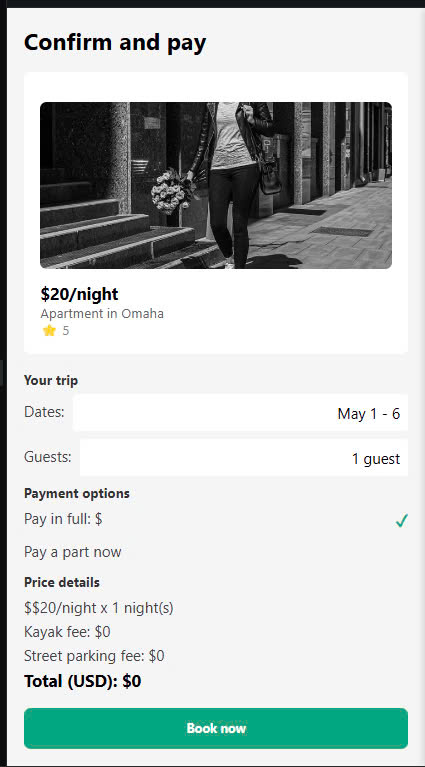 Confirm and pay
$20/night
Apartment in Omaha
5
Your trip
Dates: May 1 - 6
Guests: 1 guest
Payment options
Pay in full: $
Pay a part now
Price details
$$20/night x 1 night(s)
Kayak fee: $0
Street parking fee: $0
Total (USD): $0
Book now